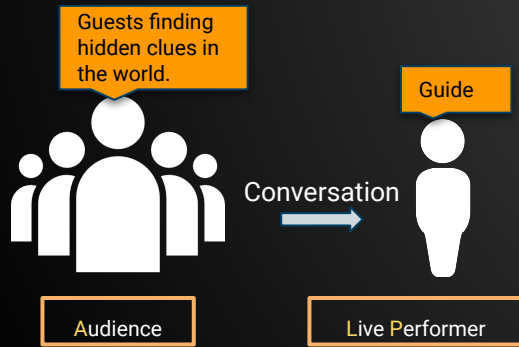 Guests finding
hidden clues in
the world.
Guide
Conversation
Audience
Live Performer